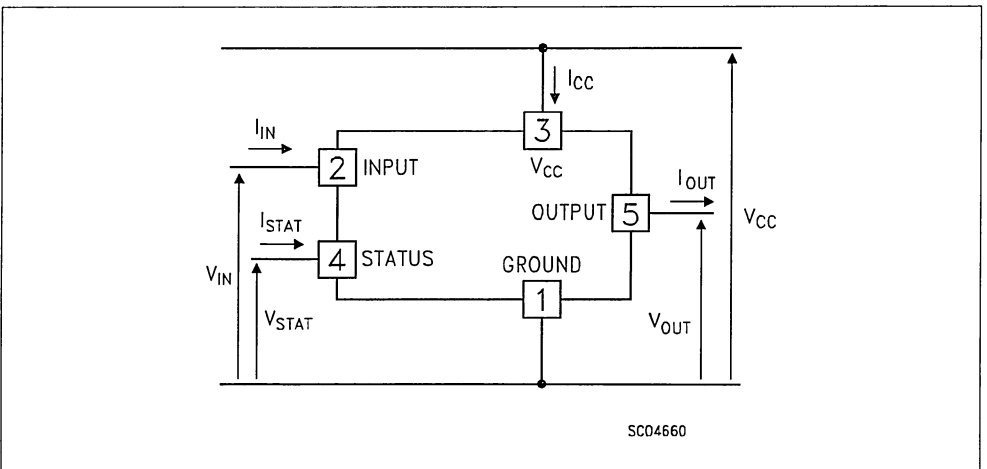 I_CC
3
V_CC
I_IN
2 INPUT
I_STAT
4 STATUS
OUTPUT 5
I_OUT
V_CC
GROUND
1
V_IN
V_STAT
V_OUT
SC04660